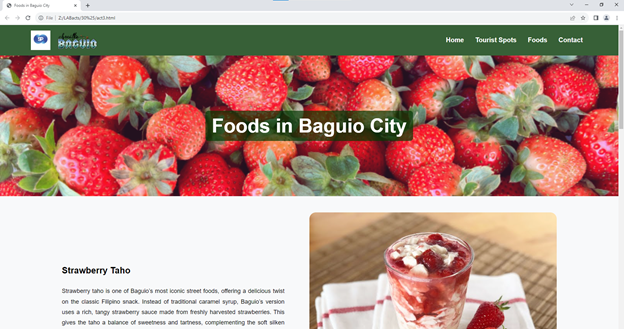 Foods in Baguio City
File
Z:/LABacts/30%25/act3.html
BAGUIO
Home Tourist Spots Foods Contact
Foods in Baguio City
Strawberry Taho
Strawberry taho is one of Baguio's most iconic street foods, offering a delicious twist
on the classic Filipino snack. Instead of traditional caramel syrup, Baguio's version
uses a rich, tangy strawberry sauce made from freshly harvested strawberries. This
gives the taho a balance of sweetness and tartness, complementing the soft silken